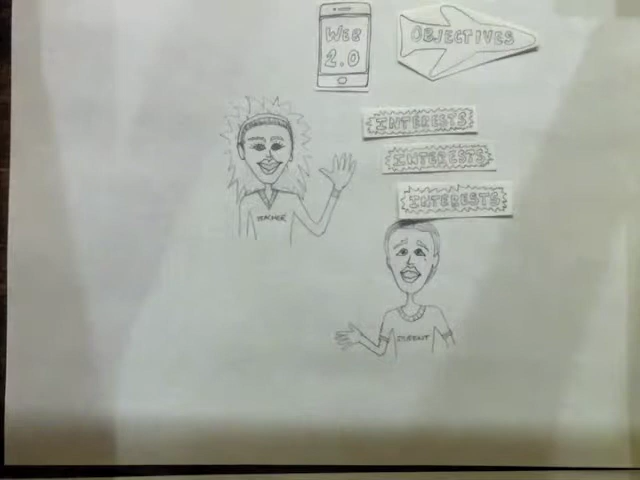 WEB
2.0
OBJECTIVES
INTERESTS
INTERESTS
INTERESTS
TEACHER
STUDENT